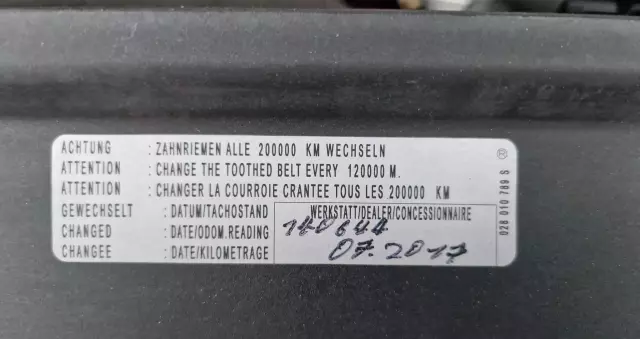 ACHTUNG : ZAHNRIEMEN ALLE 200000 KM WECHSELN
ATTENTION : CHANGE THE TOOTHED BELT EVERY 120000 M.
ATTENTION : CHANGER LA COURROIE CRANTEE TOUS LES 200000 KM
GEWECHSELT : DATUM/TACHOSTAND WERKSTATT/DEALER/CONCESSIONNAIRE
CHANGED : DATE/ODOM.READING 140644
CHANGEE : DATE/KILOMETRAGE 07.2017
028 010 789 S